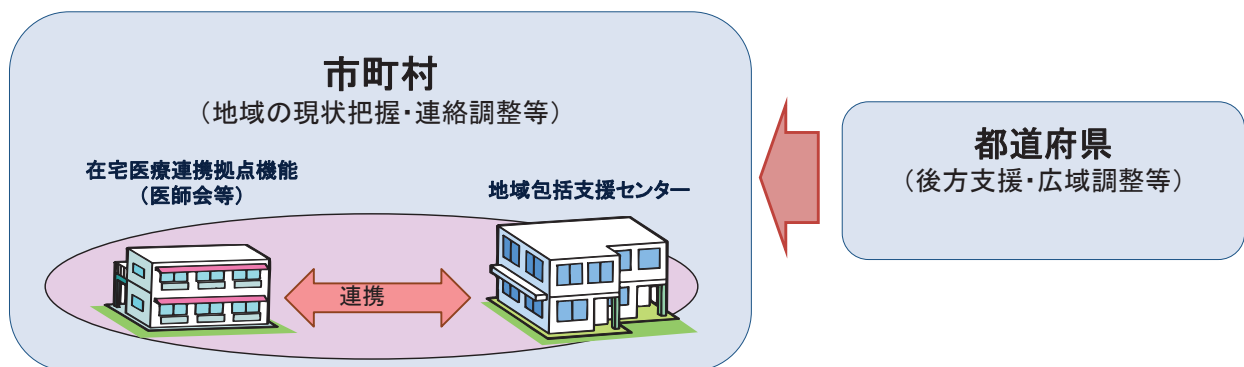 市町村
（地域の現状把握・連絡調整等）
在宅医療連携拠点機能
（医師会等）
地域包括支援センター
連携
都道府県
（後方支援・広域調整等）